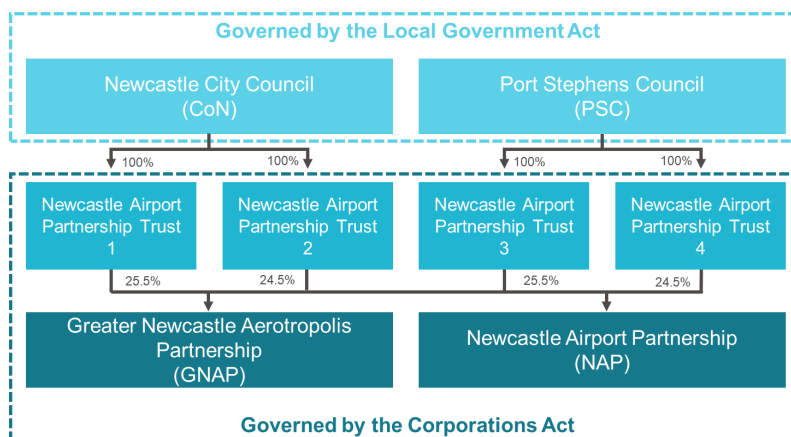 Governed by the Local Government Act
Newcastle City Council
(CoN)
Port Stephens Council
(PSC)
100%
100%
100%
100%
Newcastle Airport
Partnership Trust
1
Newcastle Airport
Partnership Trust
2
Newcastle Airport
Partnership Trust
3
Newcastle Airport
Partnership Trust
4
25.5%
24.5%
25.5%
24.5%
Greater Newcastle Aerotropolis
Partnership
(GNAP)
Newcastle Airport Partnership
(NAP)
Governed by the Corporations Act